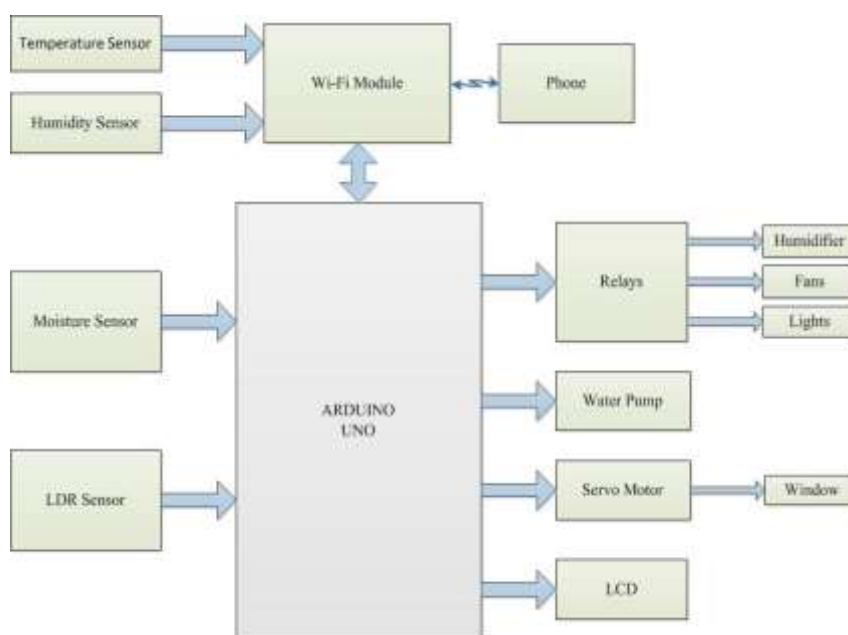 Temperature Sensor
Wi-Fi Module
Phone
Humidity Sensor
Moisture Sensor
LDR Sensor
ARDUINO
UNO
Relays
Humidifier
Fans
Lights
Water Pump
Servo Motor
Window
LCD